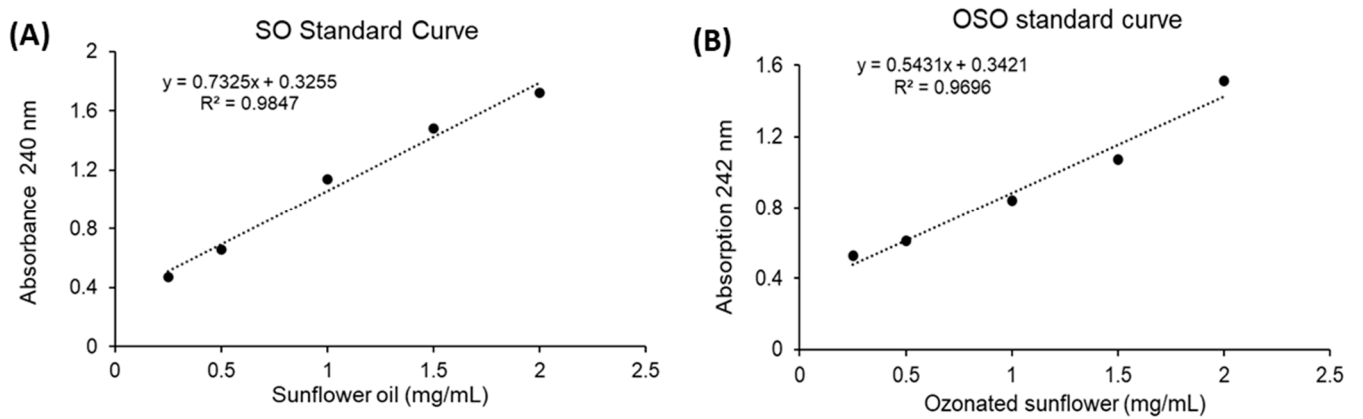 (A)
SO Standard Curve
y = 0.7325x + 0.3255
R² = 0.9847
Absorbance 240 nm
2
1.6
1.2
0.8
0.4
0
0
0.5
1
1.5
2
2.5
Sunflower oil (mg/mL)
(B)
OSO standard curve
y = 0.5431x + 0.3421
R² = 0.9696
Absorption 242 nm
1.6
1.2
0.8
0.4
0
0
0.5
1
1.5
2
2.5
Ozonated sunflower (mg/mL)